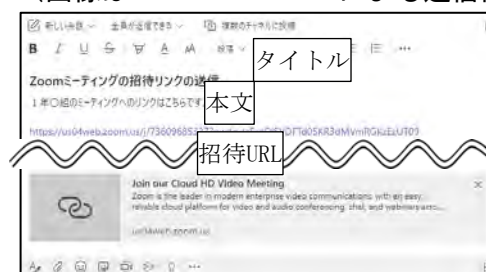 新しい会話 全員が返信できる 複数のチャネルに投稿
B I U S A A 段落
タイトル
Zoomミーティングの招待リンクの送信
1年〇組のミーティングへのリンクはこちらです
本文
招待URL
Join our Cloud HD Video Meeting
Zoom is the leader in modern enterprise video communications, with an easy,
reliable cloud platform for video and audio conferencing, chat, and webinars
us04web.zoom.us